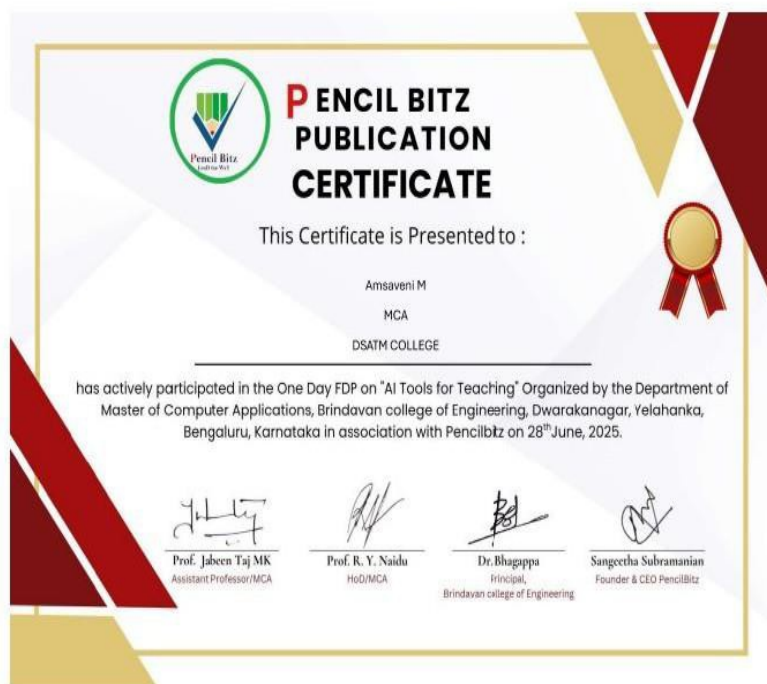 Pencil Bitz
PENCIL BITZ
PUBLICATION
CERTIFICATE
This Certificate is Presented to :
Amsaveni M
MCA
DSATM COLLEGE
has actively participated in the One Day FDP on "AI Tools for Teaching" Organized by the Department of
Master of Computer Applications, Brindavan college of Engineering, Dwarakanagar, Yelahanka,
Bengaluru, Karnataka in association with Pencilbitz on 28th June, 2025.
Prof. Jabeen Taj MK
Assistant Professor/MCA
Prof. R. Y. Naidu
HoD/MCA
Dr.Bhagappa
Principal,
Brindavan college of Engineering
Sangeetha Subramanian
Founder & CEO PencilBitz